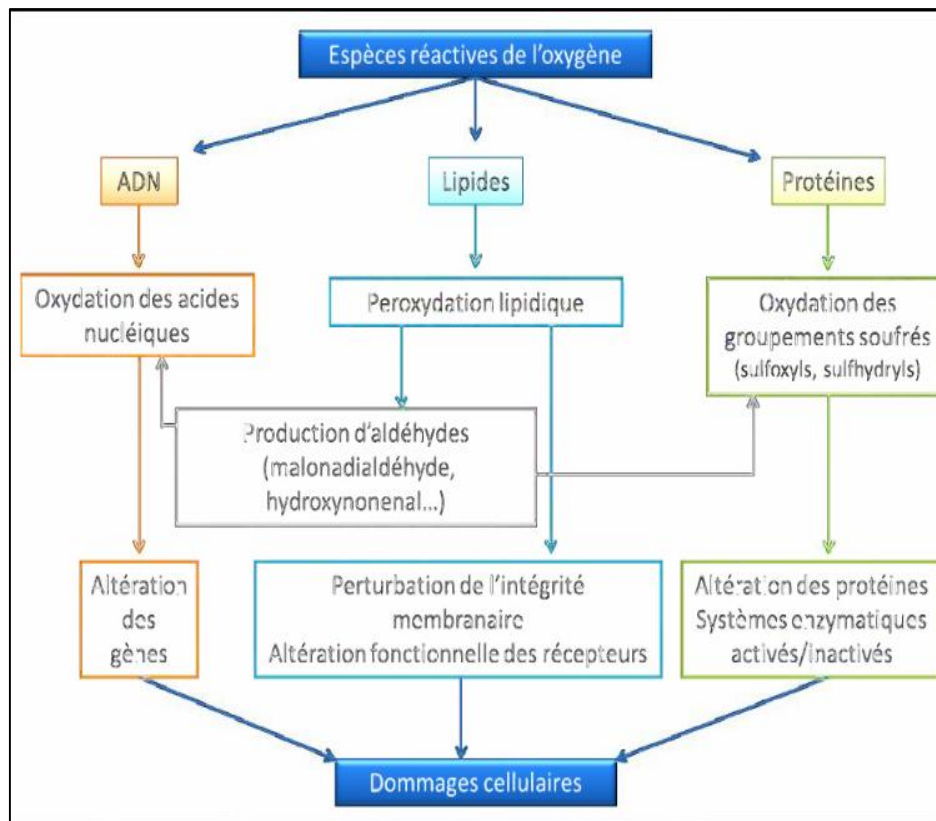 Espèces réactives de l'oxygène
ADN
Lipides
Protéines
Oxydation des acides
nucléiques
Peroxydation lipidique
Oxydation des
groupements soufrés
(sulfoxyls, sulfhydryls)
Production d'aldéhydes
(malonadialdéhyde,
hydroxynonenal...)
Altération
des
gènes
Perturbation de l'intégrité
membranaire
Altération fonctionnelle des récepteurs
Altération des protéines
Systèmes enzymatiques
activés/inactivés
Dommages cellulaires